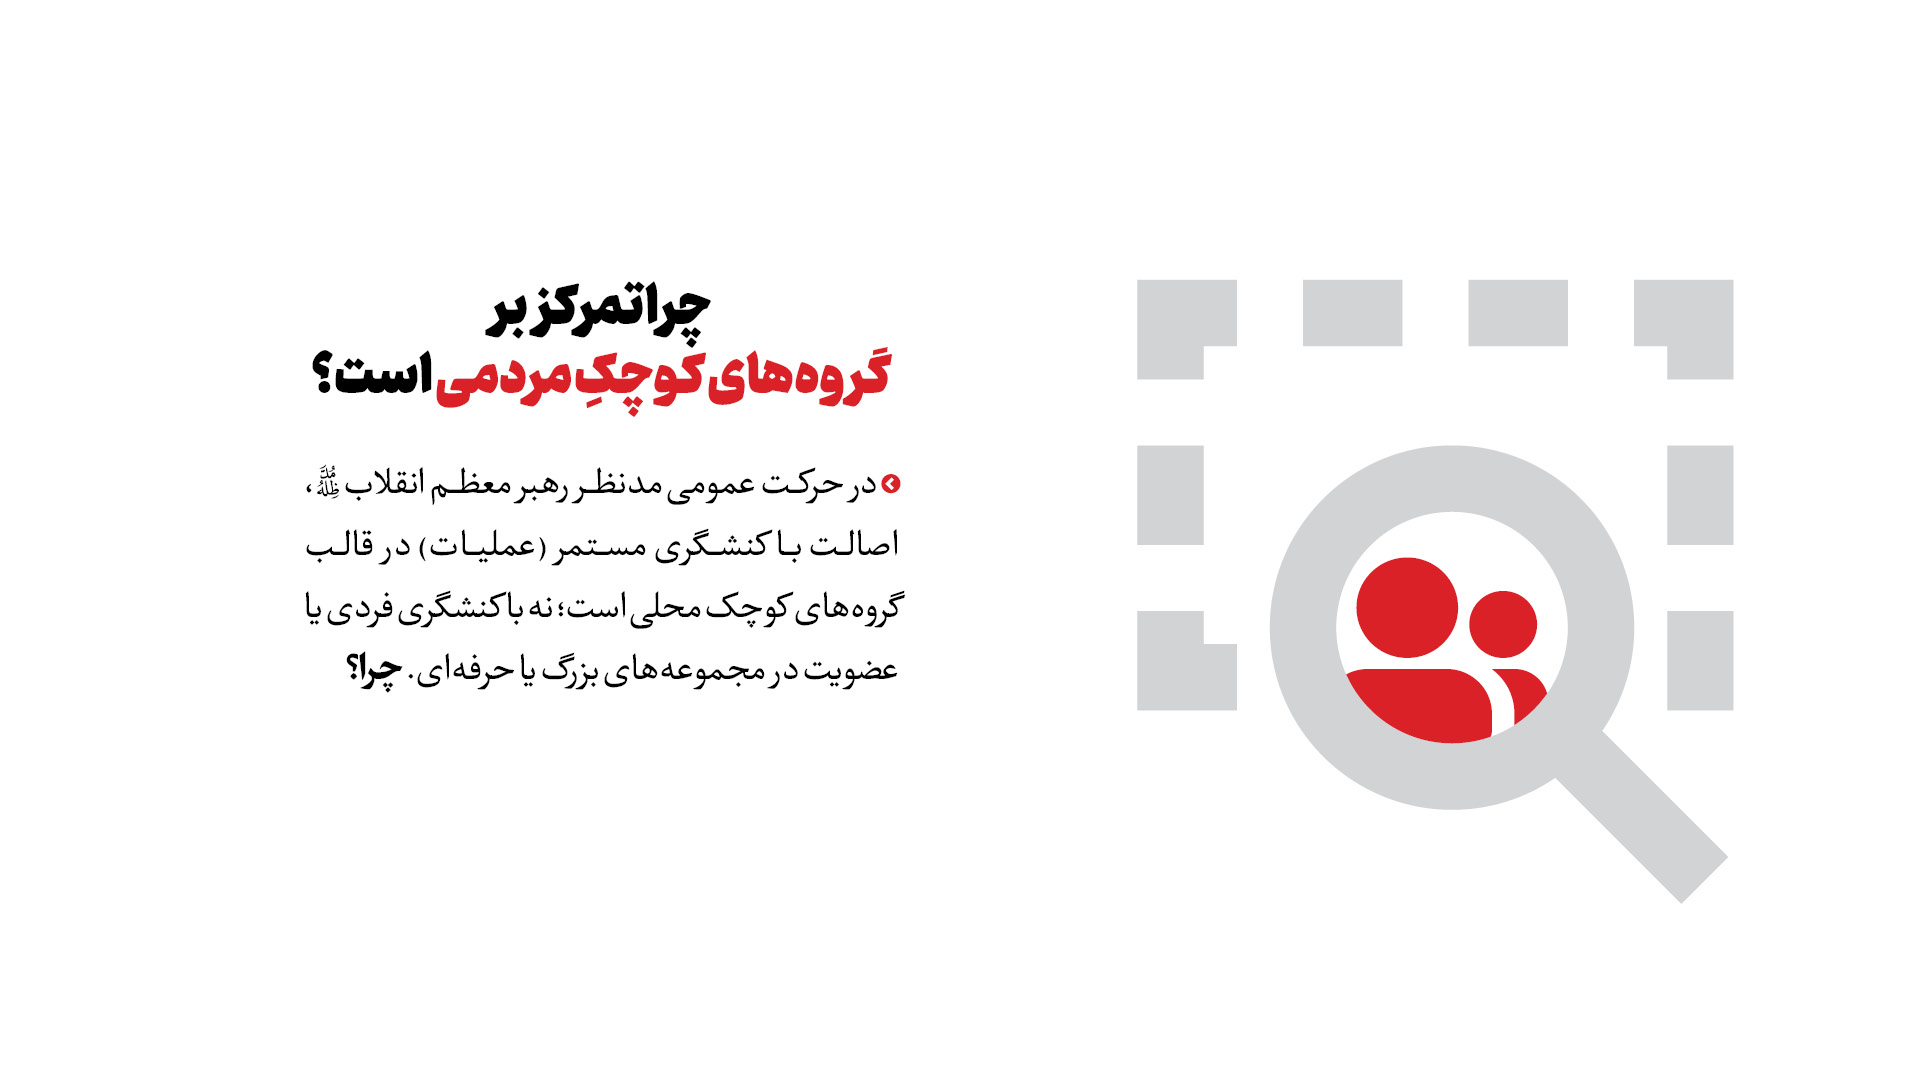 چرا تمرکز بر
گروه‌های کوچکِ مردمی است؟
در حرکت عمومی مدنظر رهبر معظم انقلاب مُدَّظِلُّهُ،
اصالت با کنشگری مستمر (عملیات) در قالب
گروه‌های کوچک محلی است؛ نه با کنشگری فردی یا
عضویت در مجموعه‌های بزرگ یا حرفه‌ای. چرا؟